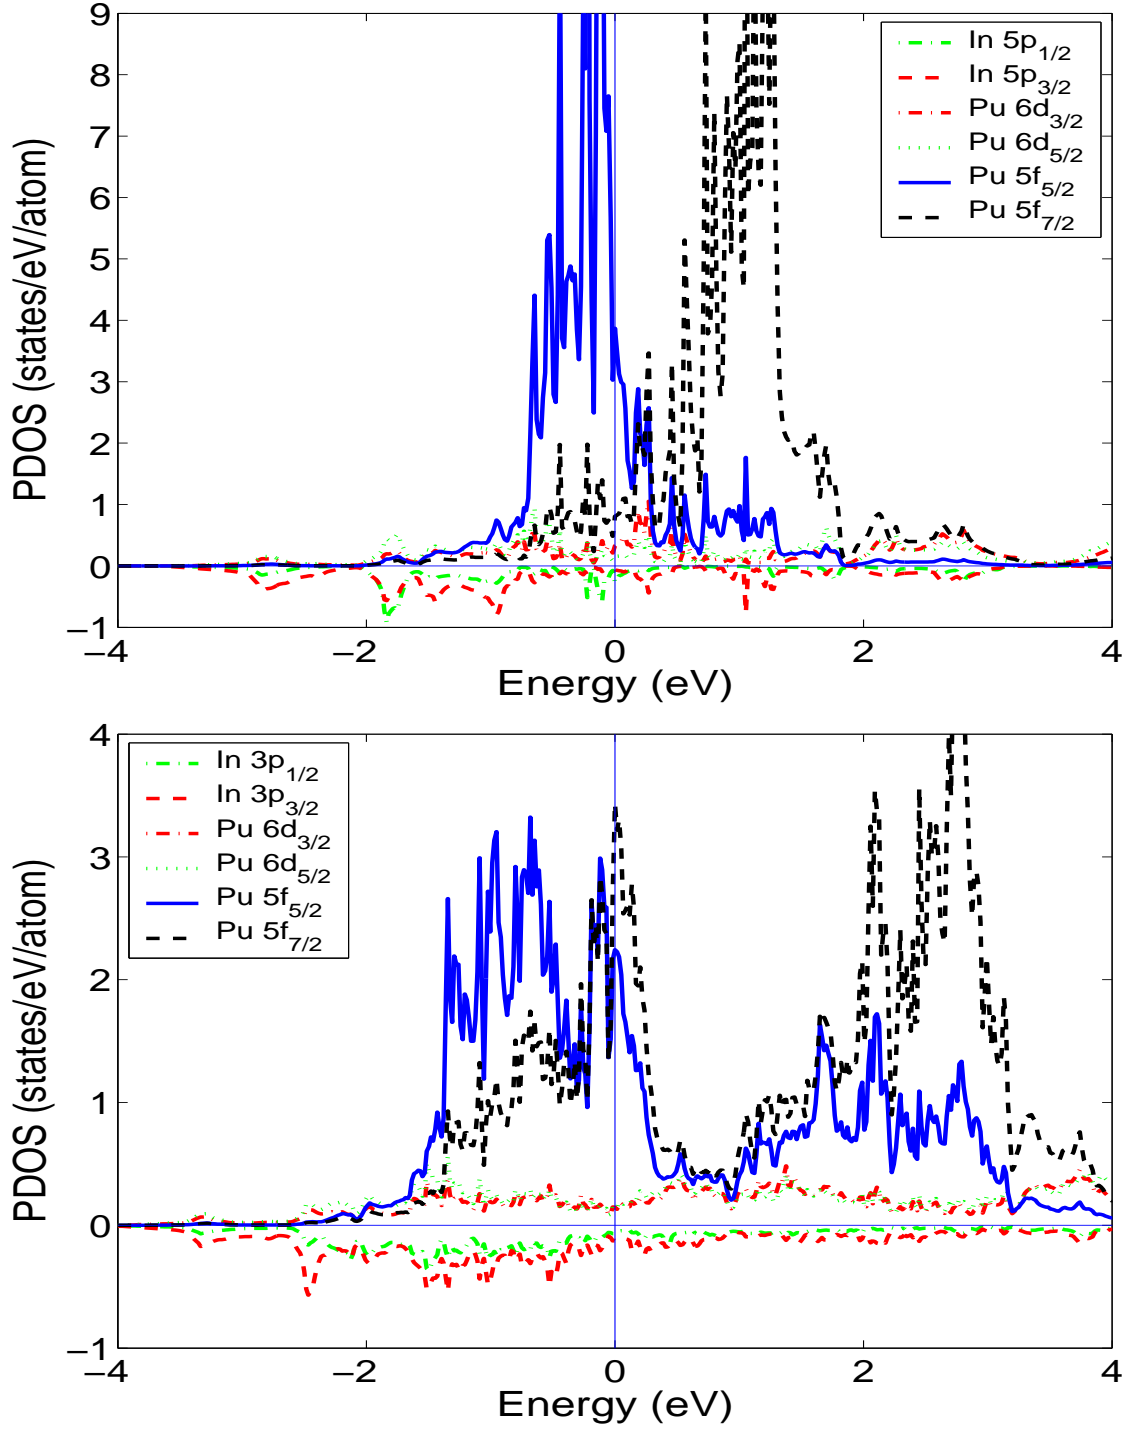 9
8
7
6
5
4
3
2
1
0
−1
PDOS (states/eV/atom)
In 5p1/2
In 5p3/2
Pu 6d3/2
Pu 6d5/2
Pu 5f5/2
Pu 5f7/2
−4 −2 0 2 4
Energy (eV)
4
3
2
1
0
−1
PDOS (states/eV/atom)
In 3p1/2
In 3p3/2
Pu 6d3/2
Pu 6d5/2
Pu 5f5/2
Pu 5f7/2
−4 −2 0 2 4
Energy (eV)